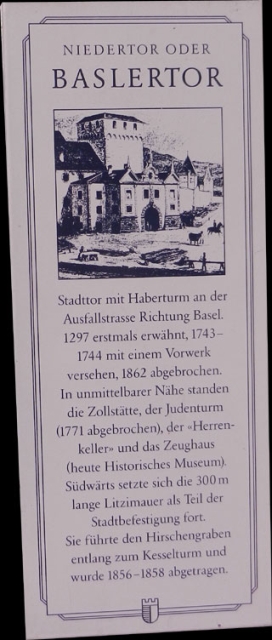 NIEDERTOR ODER
BASLERTOR
Stadttor mit Haberturm an der
Ausfallstrasse Richtung Basel.
1297 erstmals erwähnt, 1743–
1744 mit einem Vorwerk
versehen, 1862 abgebrochen.
In unmittelbarer Nähe standen
die Zollstätte, der Judenturm
(1771 abgebrochen), der «Herren-
keller» und das Zeughaus
(heute Historisches Museum).
Südwärts setzte sich die 300 m
lange Litzimauer als Teil der
Stadtbefestigung fort.
Sie führte den Hirschengraben
entlang zum Kesselturm und
wurde 1856–1858 abgetragen.